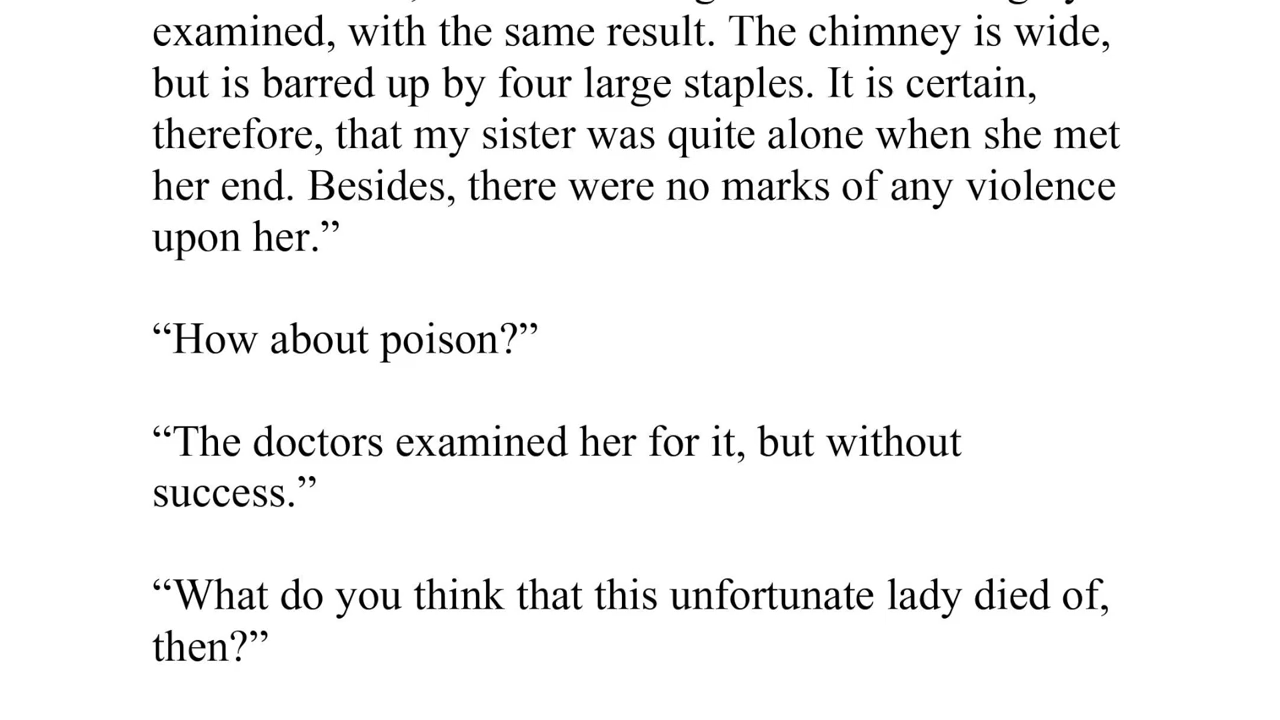 examined, with the same result. The chimney is wide,
but is barred up by four large staples. It is certain,
therefore, that my sister was quite alone when she met
her end. Besides, there were no marks of any violence
upon her.”
“How about poison?”
“The doctors examined her for it, but without
success.”
“What do you think that this unfortunate lady died of,
then?”